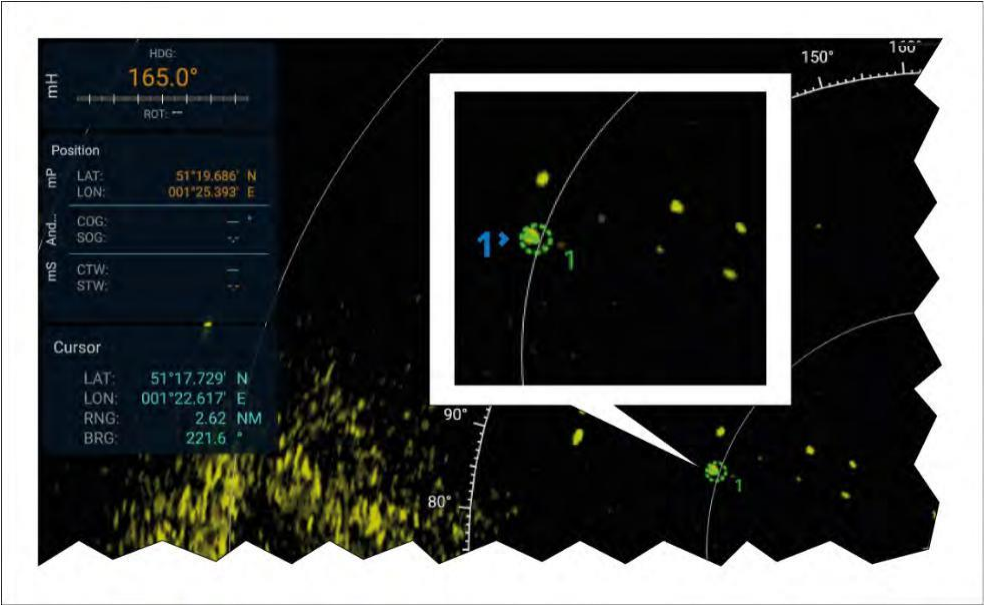 HDG:
165.0°
mH
ROT: --
Position
mP
LAT: 51°19.686' N
LON: 001°25.393' E
And..
COG: — °
SOG: -.-
mS
CTW: —
STW: -.-
Cursor
LAT: 51°17.729' N
LON: 001°22.617' E
RNG: 2.62 NM
BRG: 221.6 °
150°
160°
1
1
90°
80°
1